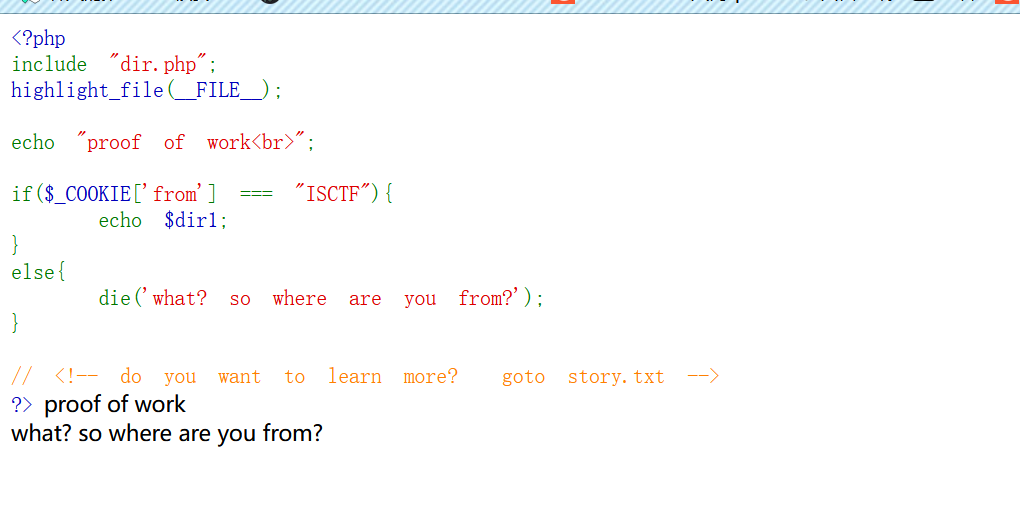 <?php
include "dir.php";
highlight_file(__FILE__);
echo "proof of work<br>";
if($_COOKIE['from'] === "ISCTF"){
echo $dir1;
}
else{
die('what? so where are you from?');
}
// <!-- do you want to learn more? goto story.txt -->
?> proof of work
what? so where are you from?